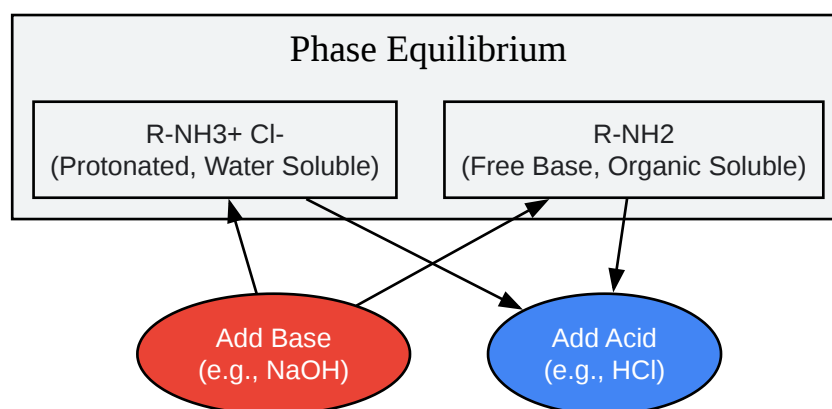 Phase Equilibrium
R-NH3+ Cl-
(Protonated, Water Soluble)
R-NH2
(Free Base, Organic Soluble)
Add Base
(e.g., NaOH)
Add Acid
(e.g., HCl)